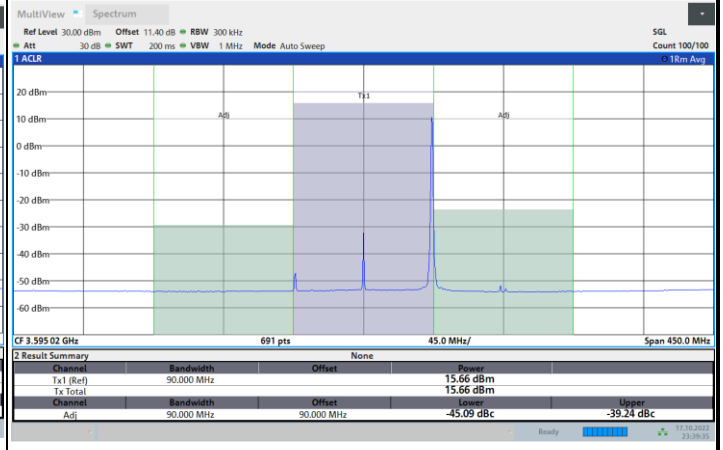 MultiView Spectrum
Ref Level 30.00 dBm Offset 11.40 dB RBW 300 kHz SGL
Att 30 dB SWT 200 ms VBW 1 MHz Mode Auto Sweep Count 100/100
1 ACLR 1Rm Avg
Tx1
20 dBm
Adj Adj
10 dBm
0 dBm
-10 dBm
-20 dBm
-30 dBm
-40 dBm
-50 dBm
-60 dBm
CF 3.595 02 GHz 691 pts 45.0 MHz/ Span 450.0 MHz
2 Result Summary None
Channel Bandwidth Offset Power
Tx1 (Ref) 90.000 MHz 15.66 dBm
Tx Total 15.66 dBm
Channel Bandwidth Offset Lower Upper
Adj 90.000 MHz 90.000 MHz -45.09 dBc -39.24 dBc
Ready 17.10.2022
23:39:35